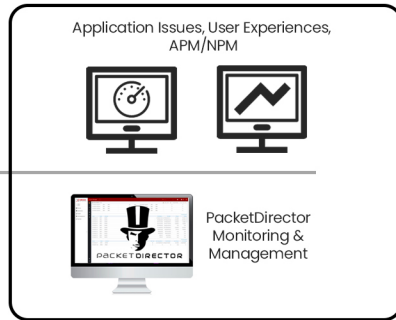 Application Issues, User Experiences,
APM/NPM
PacketDirector
Monitoring &
Management
PACKETDIRECTOR